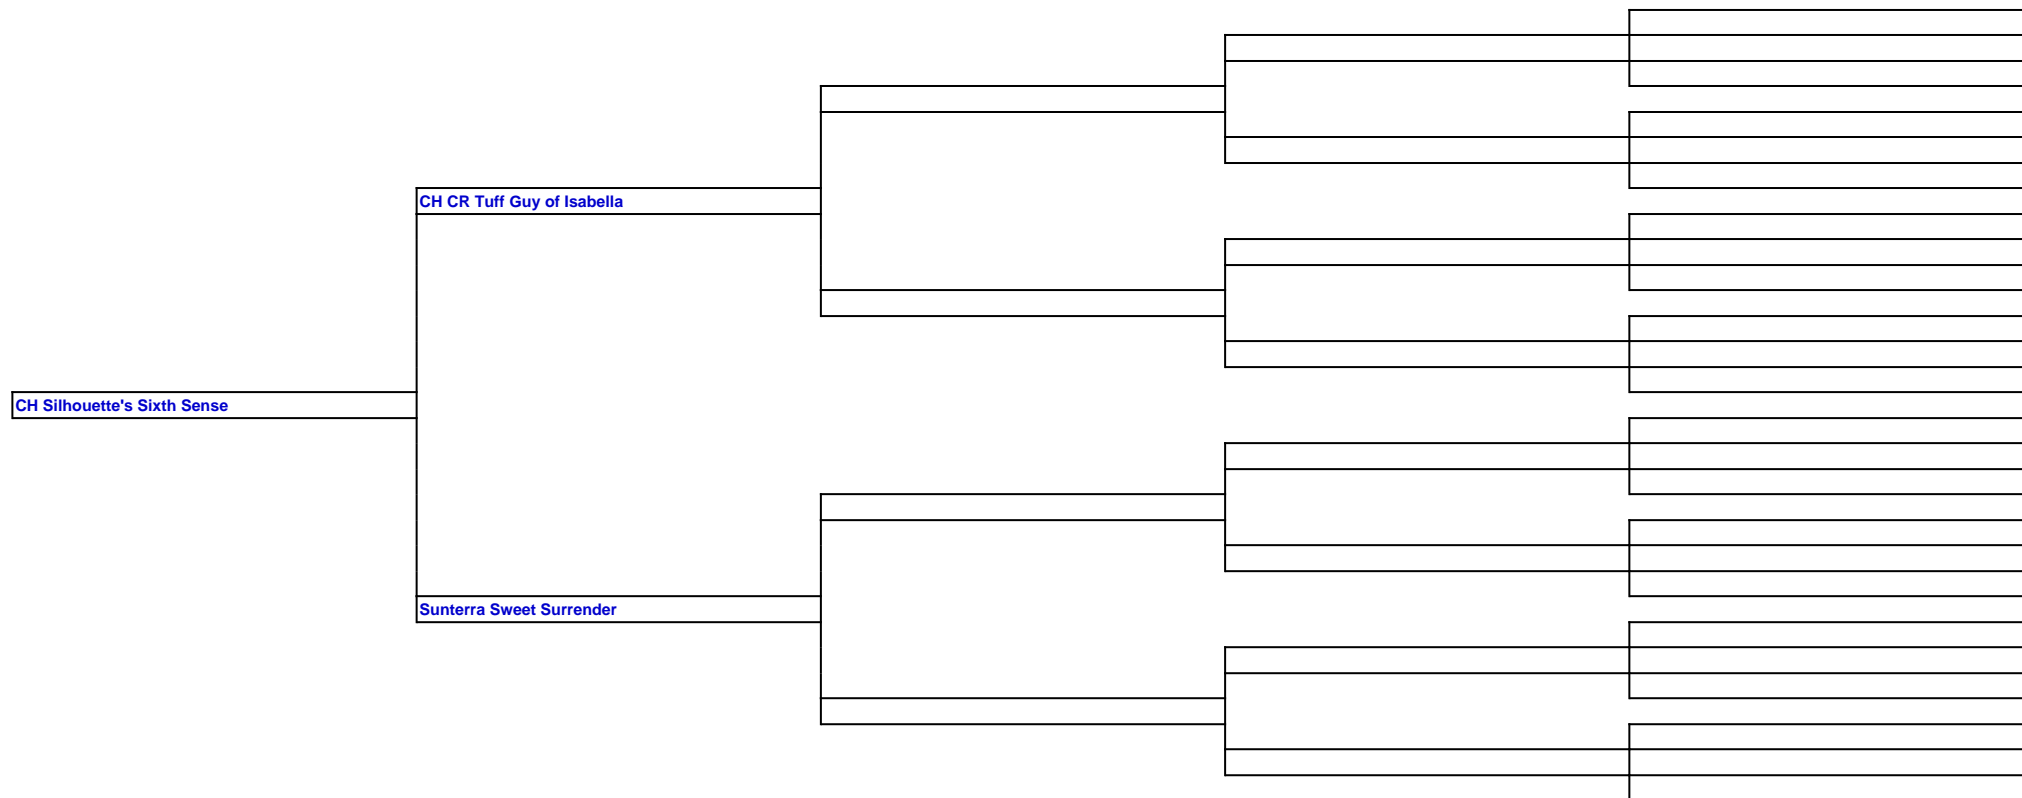 CH CR Tuff Guy of Isabella
CH Silhouette's Sixth Sense
Sunterra Sweet Surrender